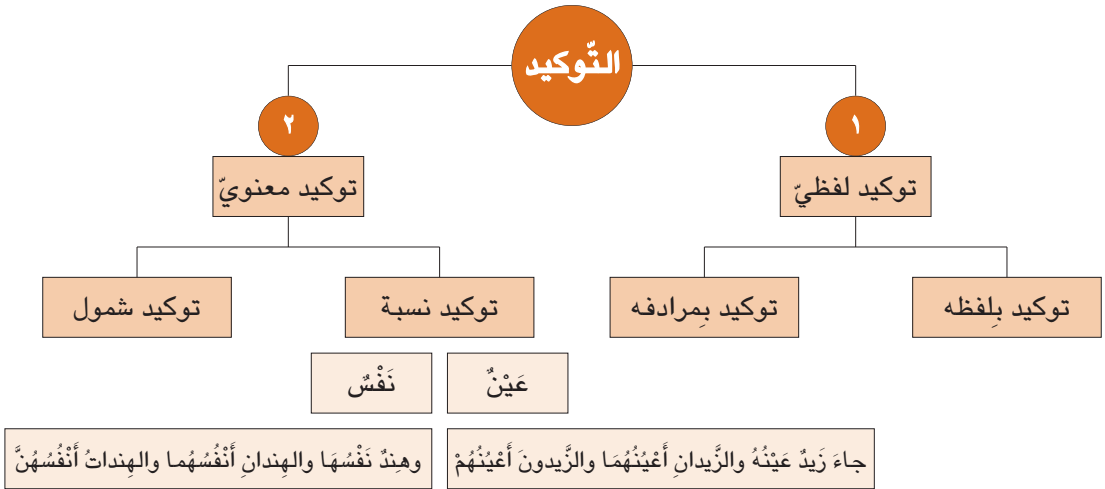 التّوكيد
١
٢
توكيد لفظيّ
توكيد معنويّ
توكيد بِلفظه
توكيد بِمرادفه
توكيد نسبة
توكيد شمول
عَيْنٌ
نَفْسٌ
جاءَ زَيدٌ عَيْنُهُ والزَّيدانِ أَعْيُنُهُمَا والزَّيدونَ أَعْيُنُهُمْ
وهِندٌ نَفْسُهَا والهِندانِ أَنْفُسُهُما والهِنداتُ أَنْفُسُهُنَّ